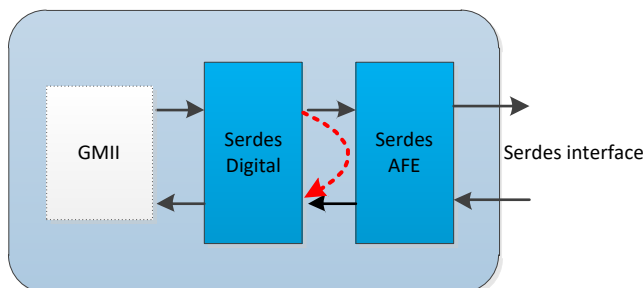 GMII
Serdes
Digital
Serdes
AFE
Serdes interface